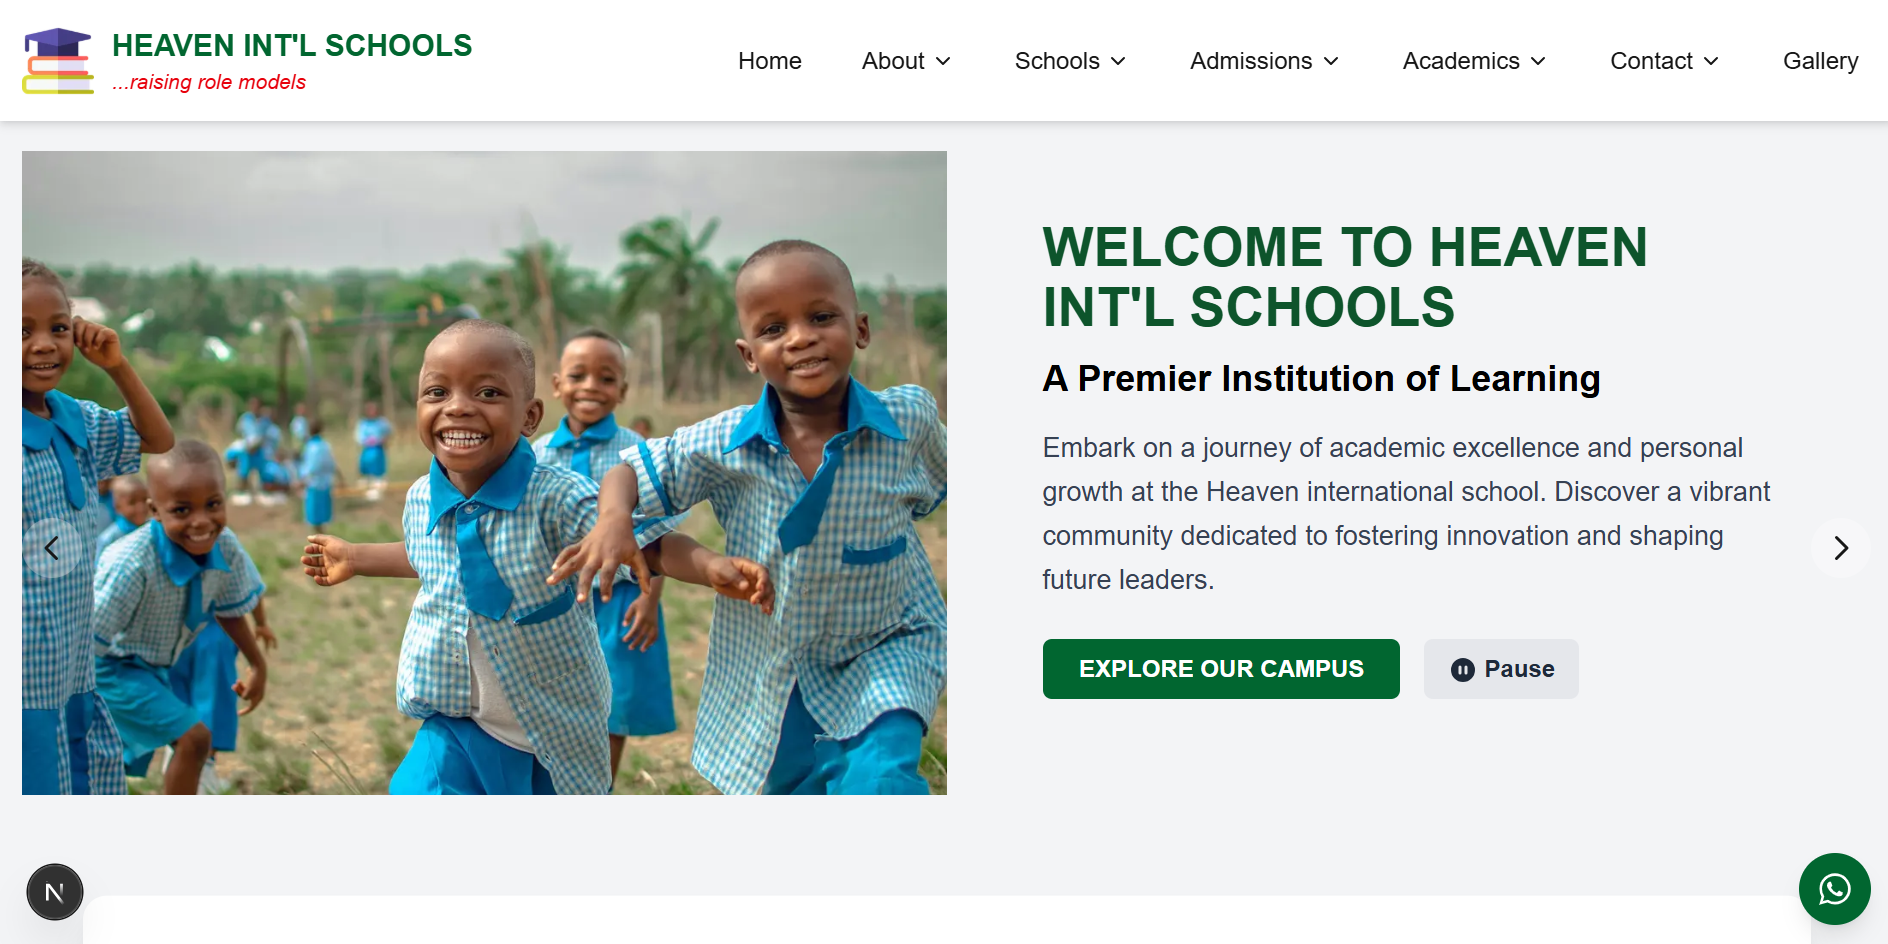 HEAVEN INT'L SCHOOLS
...raising role models
Home
About
Schools
Admissions
Academics
Contact
Gallery
WELCOME TO HEAVEN
INT'L SCHOOLS
A Premier Institution of Learning
Embark on a journey of academic excellence and personal
growth at the Heaven international school. Discover a vibrant
community dedicated to fostering innovation and shaping
future leaders.
EXPLORE OUR CAMPUS
Pause
N